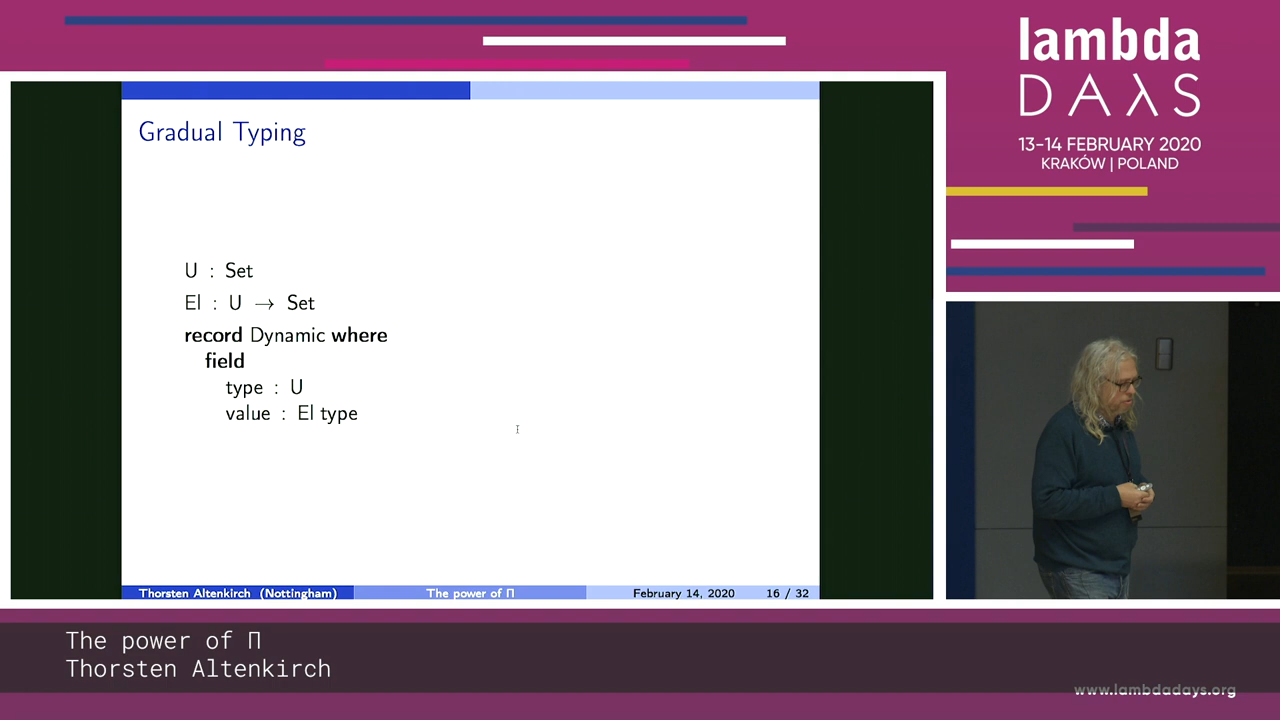 lambda
DAλS
13-14 FEBRUARY 2020
KRAKÓW | POLAND
Gradual Typing
U : Set
El : U → Set
record Dynamic where
field
type : U
value : El type
Thorsten Altenkirch (Nottingham)
The power of Π
February 14, 2020
16 / 32
The power of Π
Thorsten Altenkirch
www.lambdadays.org